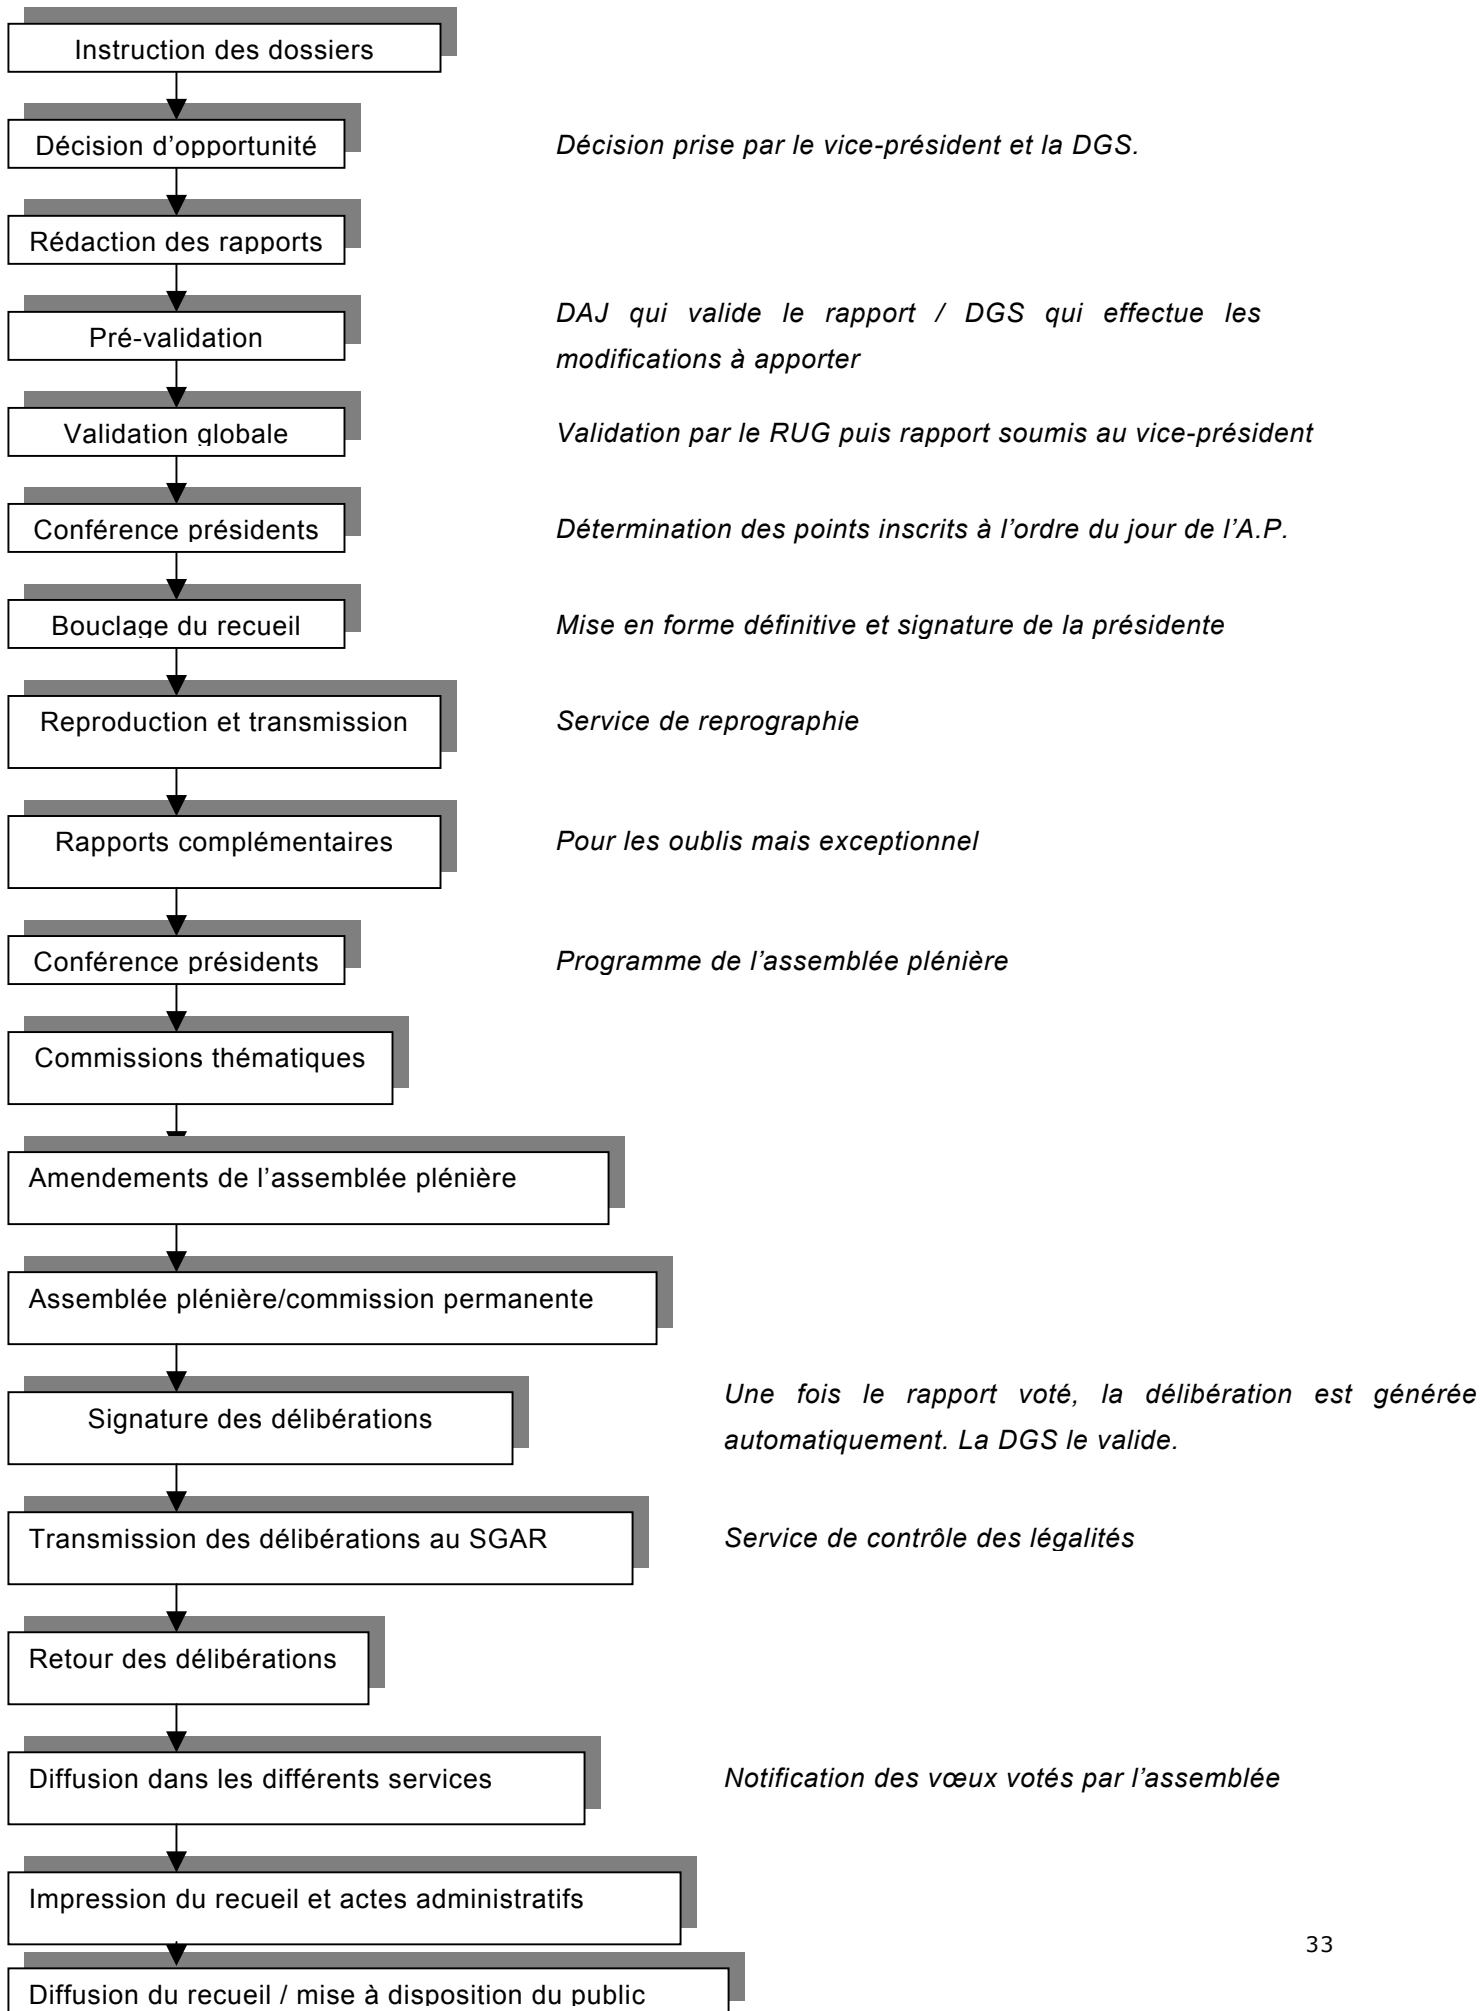 Instruction des dossiers
Décision d’opportunité
Décision prise par le vice-président et la DGS.
Rédaction des rapports
Pré-validation
DAJ qui valide le rapport / DGS qui effectue les
modifications à apporter
Validation globale
Validation par le RUG puis rapport soumis au vice-président
Conférence présidents
Détermination des points inscrits à l’ordre du jour de l’A.P.
Bouclage du recueil
Mise en forme définitive et signature de la présidente
Reproduction et transmission
Service de reprographie
Rapports complémentaires
Pour les oublis mais exceptionnel
Conférence présidents
Programme de l’assemblée plénière
Commissions thématiques
Amendements de l’assemblée plénière
Assemblée plénière/commission permanente
Signature des délibérations
Une fois le rapport voté, la délibération est générée
automatiquement. La DGS le valide.
Transmission des délibérations au SGAR
Service de contrôle des légalités
Retour des délibérations
Diffusion dans les différents services
Notification des vœux votés par l’assemblée
Impression du recueil et actes administratifs
33
Diffusion du recueil / mise à disposition du public